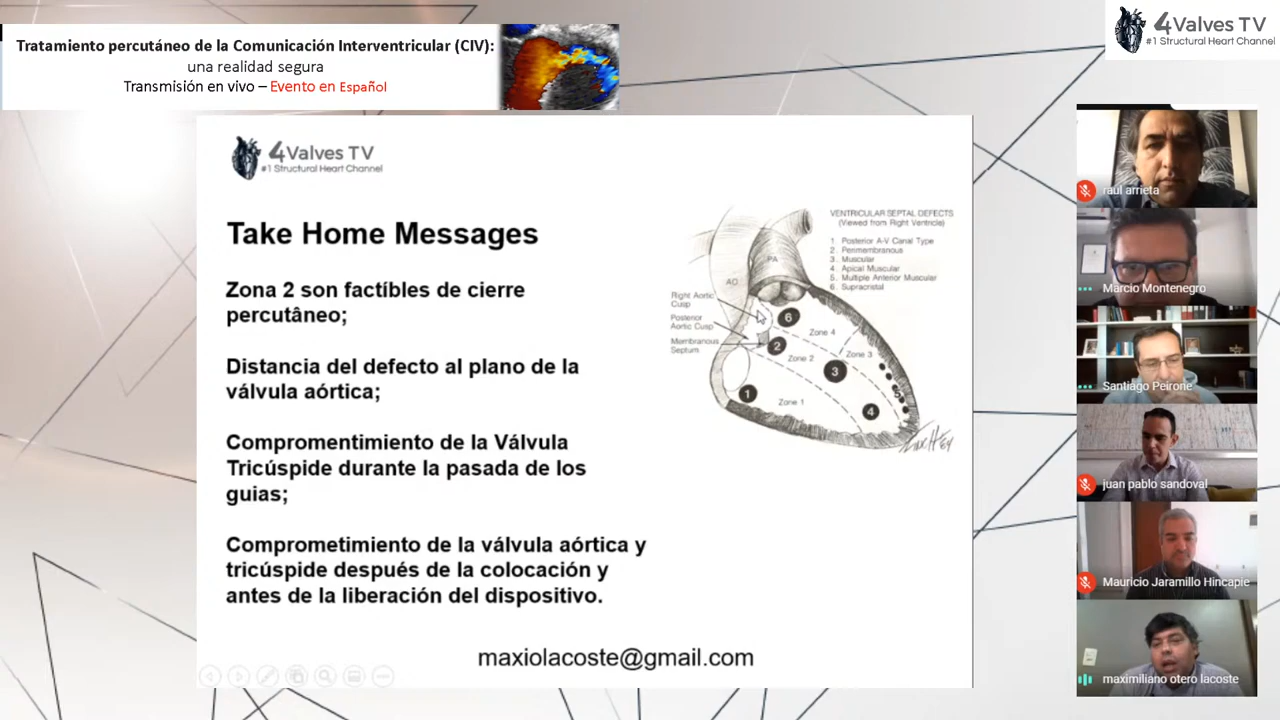 Tratamiento percutáneo de la Comunicación Interventricular (CIV):
una realidad segura
Transmisión en vivo – Evento en Español
4Valves TV
#1 Structural Heart Channel
4Valves TV
#1 Structural Heart Channel
Take Home Messages
Zona 2 son factíbles de cierre
percutâneo;
Distancia del defecto al plano de la
válvula aórtica;
Compromentimiento de la Válvula
Tricúspide durante la pasada de los
guias;
Comprometimiento de la válvula aórtica y
tricúspide después de la colocación y
antes de la liberación del dispositivo.
maxiolacoste@gmail.com
VENTRICULAR SEPTAL DEFECTS
(Viewed from Right Ventricle)
1. Posterior A-V Canal Type
2. Perimembranous
3. Muscular
4. Apical Muscular
5. Multiple Anterior Muscular
6. Supracristal
PA
AO
Right Aortic
Cusp
Posterior
Aortic Cusp
Membranous
Septum
6
Zone 4
2
Zone 2
Zone 3
3
5
1
Zone 1
4
raul arrieta
Marcio Montenegro
Santiago Peirone
juan pablo sandoval
Mauricio Jaramillo Hincapie
maximiliano otero lacoste